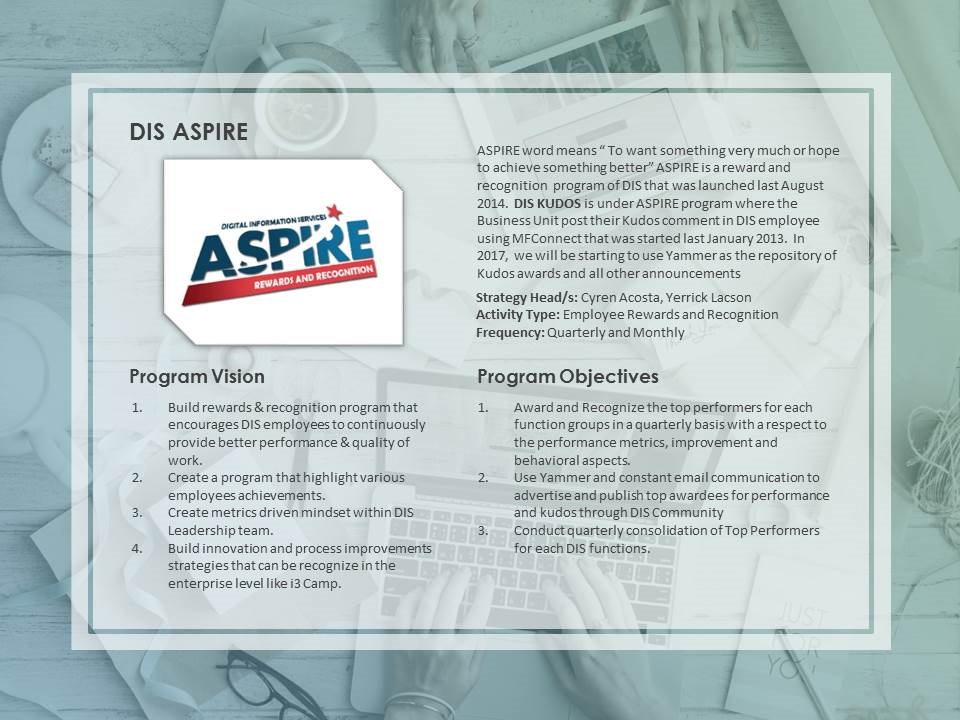 DIS ASPIRE
DIGITAL INFORMATION SERVICES
ASPIRE
REWARDS AND RECOGNITION
ASPIRE word means “ To want something very much or hope
to achieve something better” ASPIRE is a reward and
recognition program of DIS that was launched last August
2014. DIS KUDOS is under ASPIRE program where the
Business Unit post their Kudos comment in DIS employee
using MFConnect that was started last January 2013. In
2017, we will be starting to use Yammer as the repository of
Kudos awards and all other announcements
Strategy Head/s: Cyren Acosta, Yerrick Lacson
Activity Type: Employee Rewards and Recognition
Frequency: Quarterly and Monthly
Program Vision
1. Build rewards & recognition program that
encourages DIS employees to continuously
provide better performance & quality of
work.
2. Create a program that highlight various
employees achievements.
3. Create metrics driven mindset within DIS
Leadership team.
4. Build innovation and process improvements
strategies that can be recognize in the
enterprise level like i3 Camp.
Program Objectives
1. Award and Recognize the top performers for each
function groups in a quarterly basis with a respect to
the performance metrics, improvement and
behavioral aspects.
2. Use Yammer and constant email communication to
advertise and publish top awardees for performance
and kudos through DIS Community
3. Conduct quarterly consolidation of Top Performers
for each DIS functions.
JUST
FOR
YOU